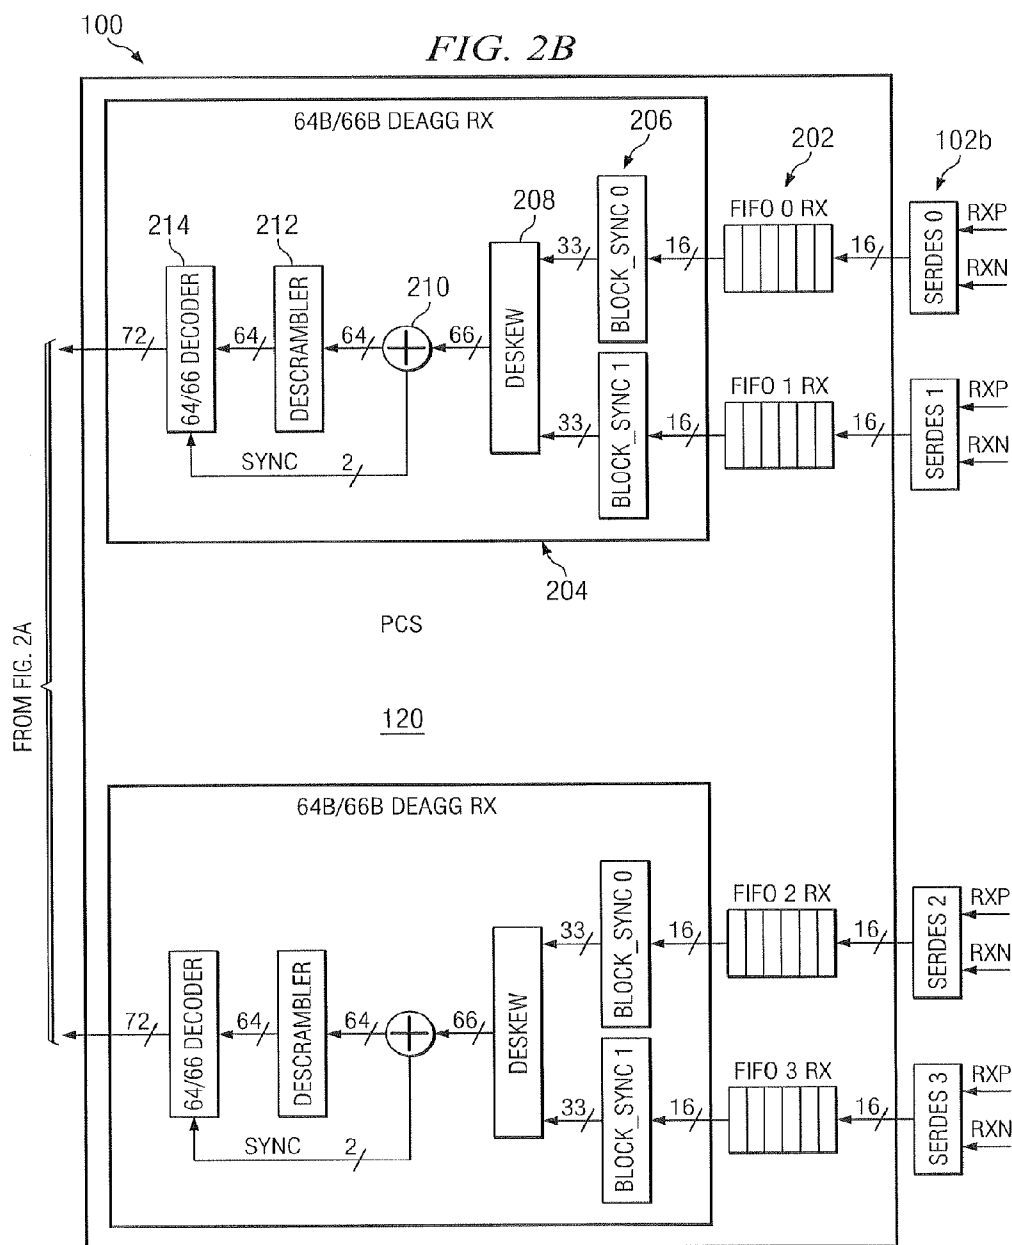 100
FIG. 2B
64B/66B DEAGG RX
206
202
102b
208
FIFO 0 RX
RXP
214
212
33
16
16
SERDES 0
BLOCK_SYNC 0
RXN
210
72
64/66 DECODER
64
DESCRAMBLER
64
66
DESKEW
FIFO 1 RX
RXP
33
16
16
SERDES 1
BLOCK_SYNC 1
RXN
SYNC
2
204
PCS
FROM FIG. 2A
120
64B/66B DEAGG RX
FIFO 2 RX
RXP
33
16
16
SERDES 2
BLOCK_SYNC 0
RXN
72
64/66 DECODER
64
DESCRAMBLER
64
66
DESKEW
FIFO 3 RX
RXP
33
16
16
SERDES 3
BLOCK_SYNC 1
RXN
SYNC
2